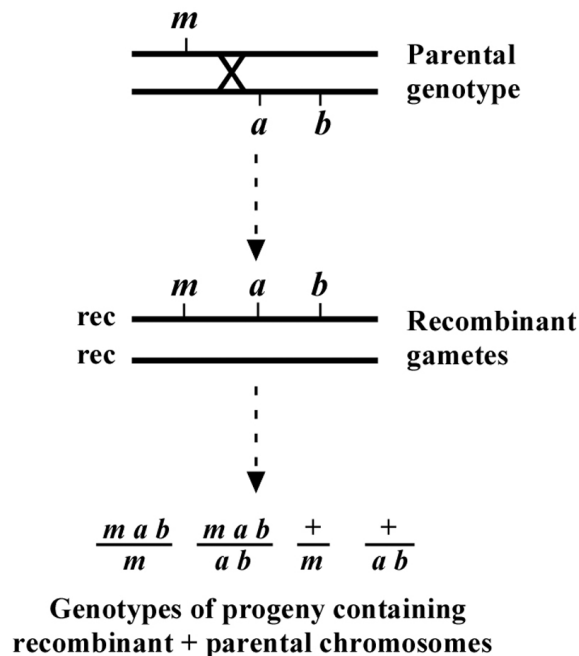 m
Parental
genotype
a b
m a b
rec
Recombinant
rec
gametes
m a b m a b + +
m a b m a b
Genotypes of progeny containing
recombinant + parental chromosomes